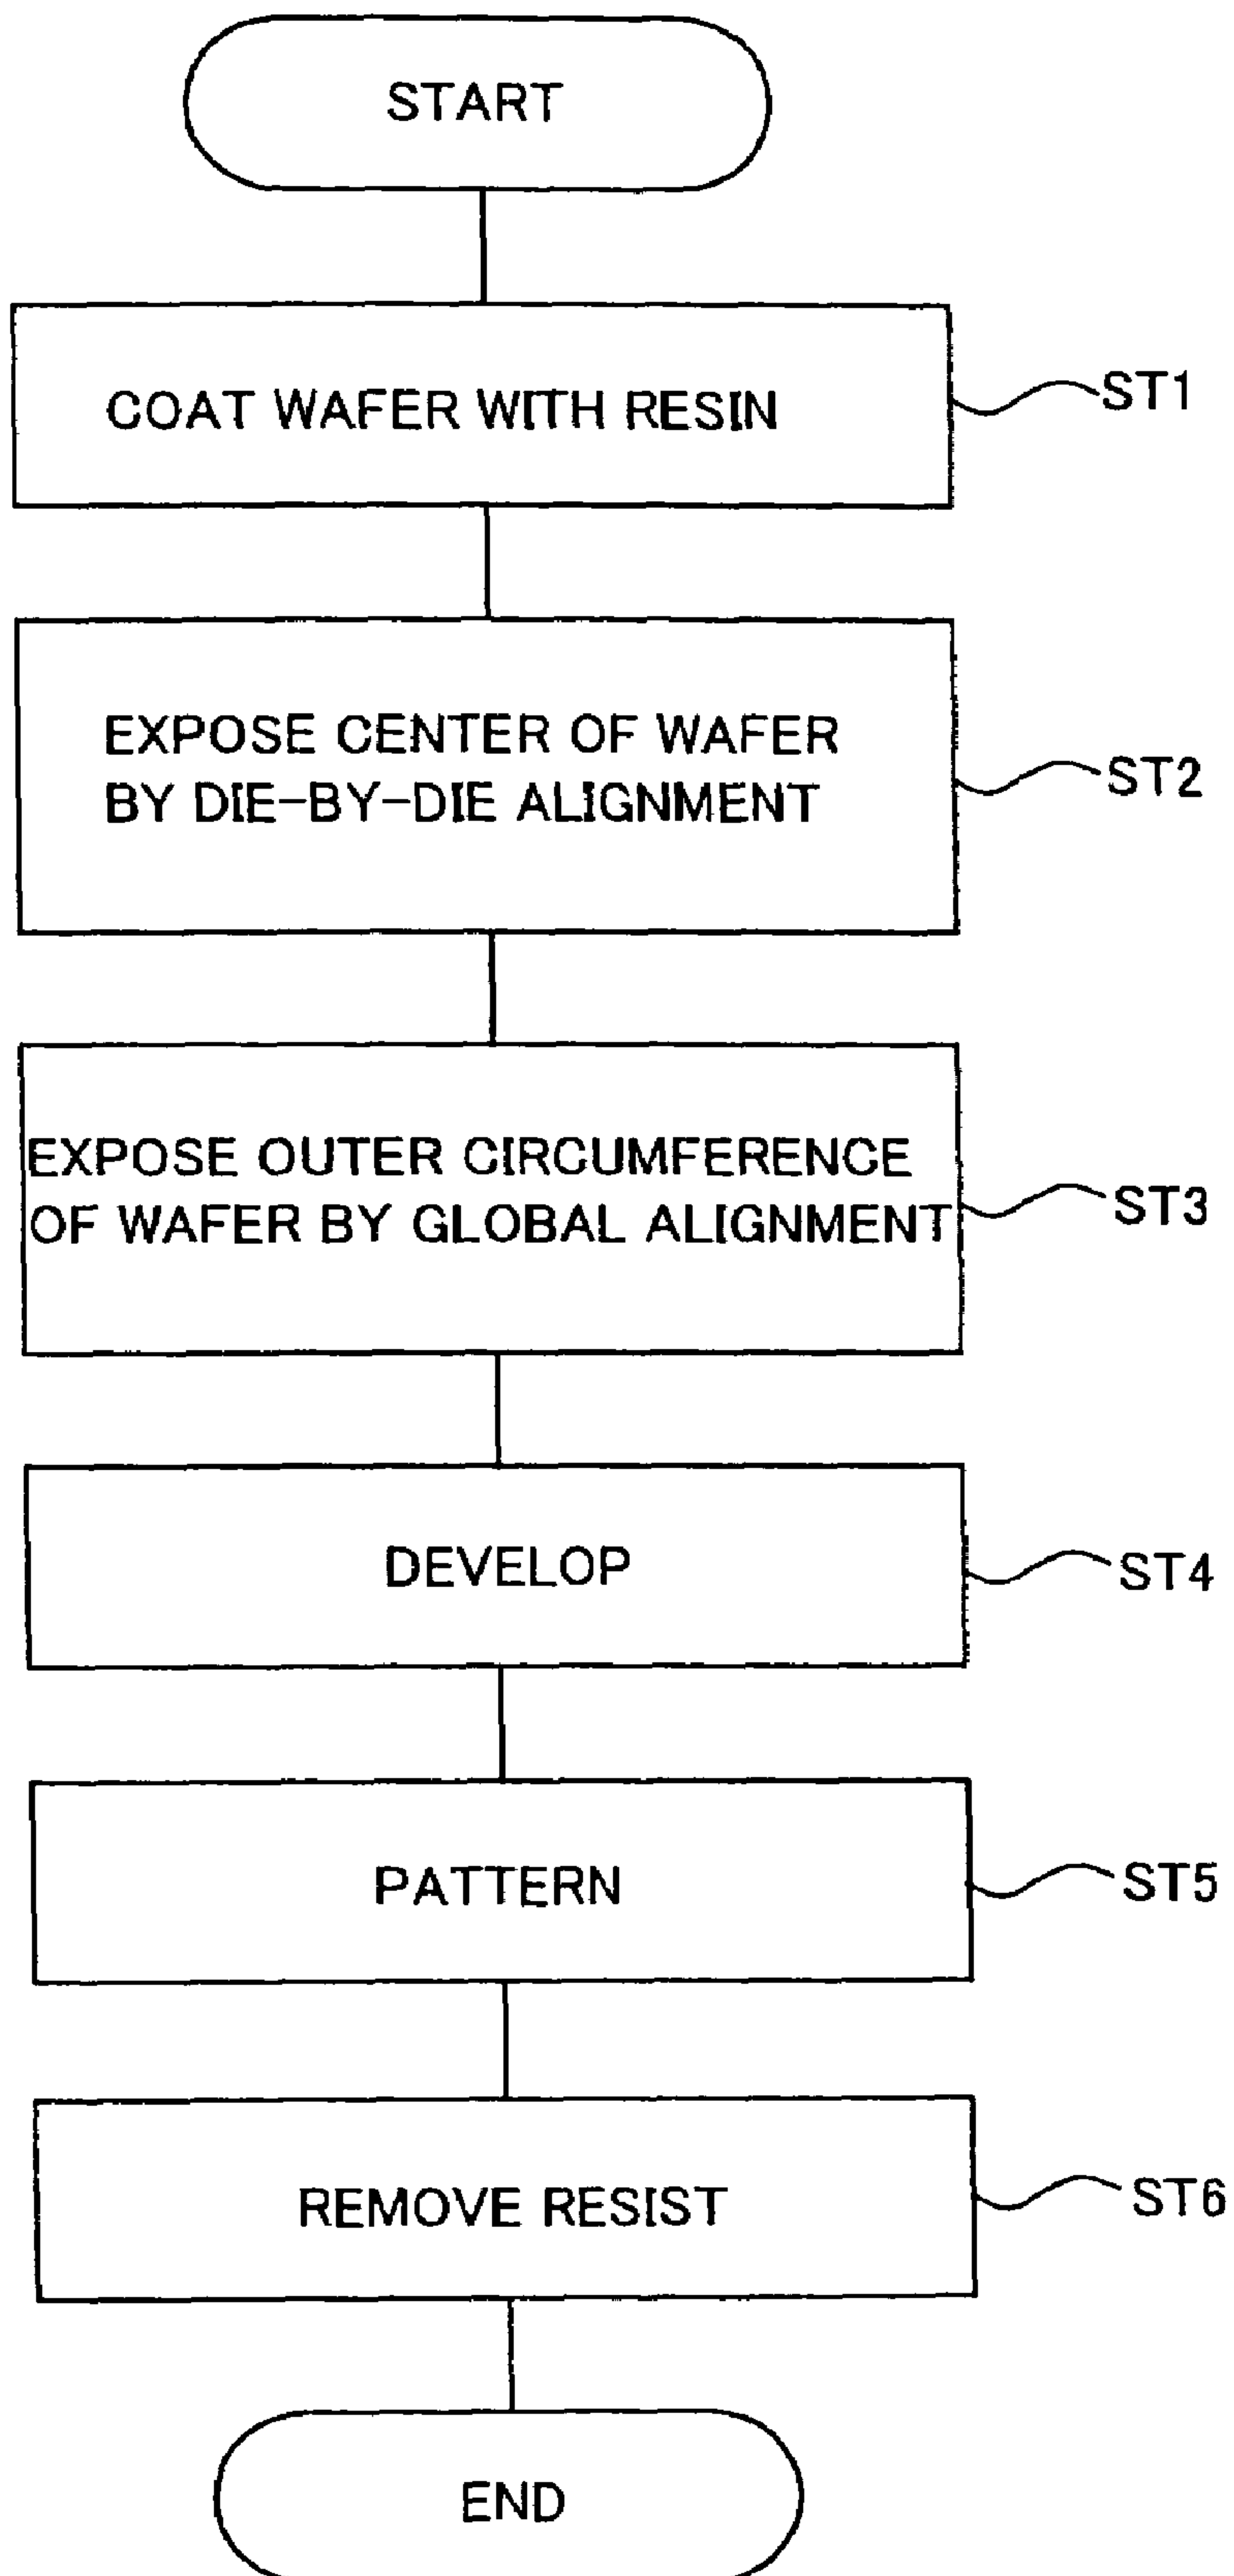 START
COAT WAFER WITH RESIN
ST1
EXPOSE CENTER OF WAFER
BY DIE-BY-DIE ALIGNMENT
ST2
EXPOSE OUTER CIRCUMFERENCE
OF WAFER BY GLOBAL ALIGNMENT
ST3
DEVELOP
ST4
PATTERN
ST5
REMOVE RESIST
ST6
END